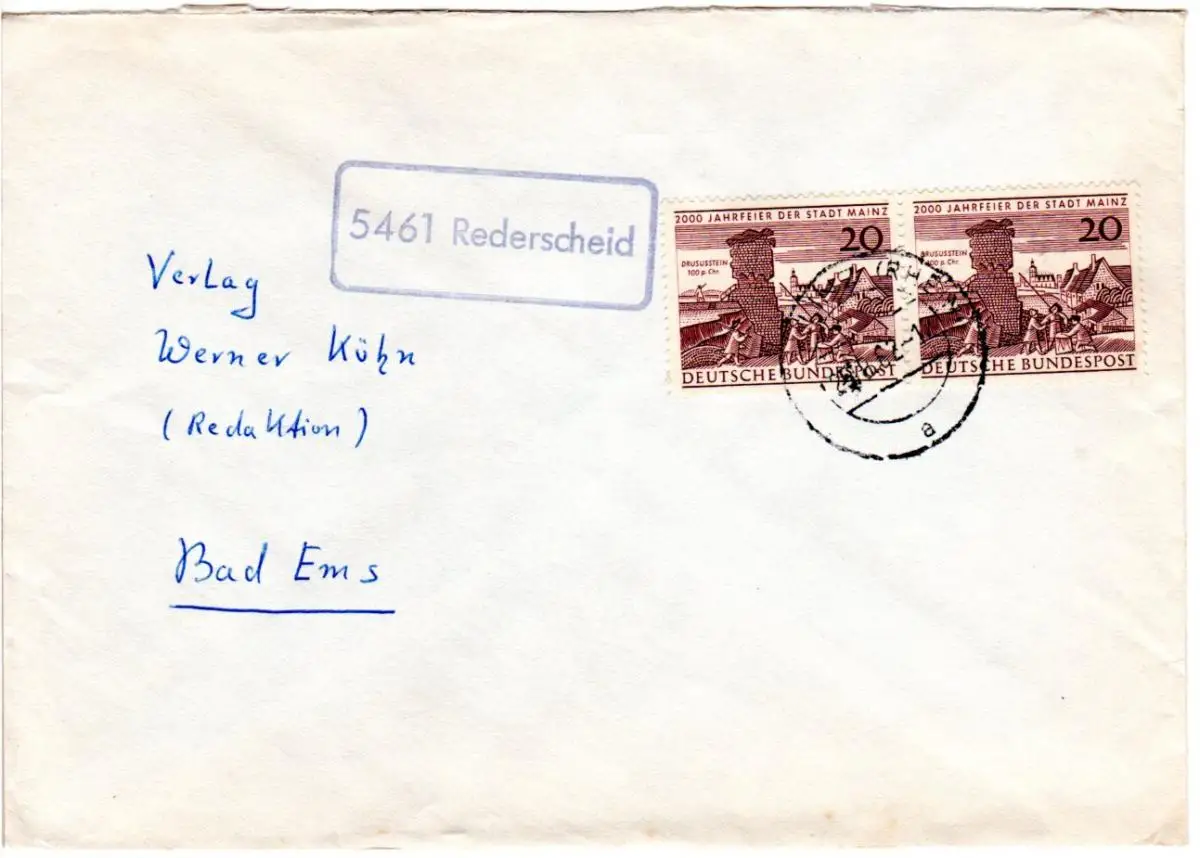 5461 Rederscheid
2000 JAHRFEIER DER STADT MAINZ
20
DRUSUSSTEIN
100 p. Chr.
DEUTSCHE BUNDESPOST
2000 JAHRFEIER DER STADT MAINZ
20
DRUSUSSTEIN
100 p. Chr.
DEUTSCHE BUNDESPOST
(RHEIN)
a
Verlag
Werner Kühn
(Redaktion)
Bad Ems